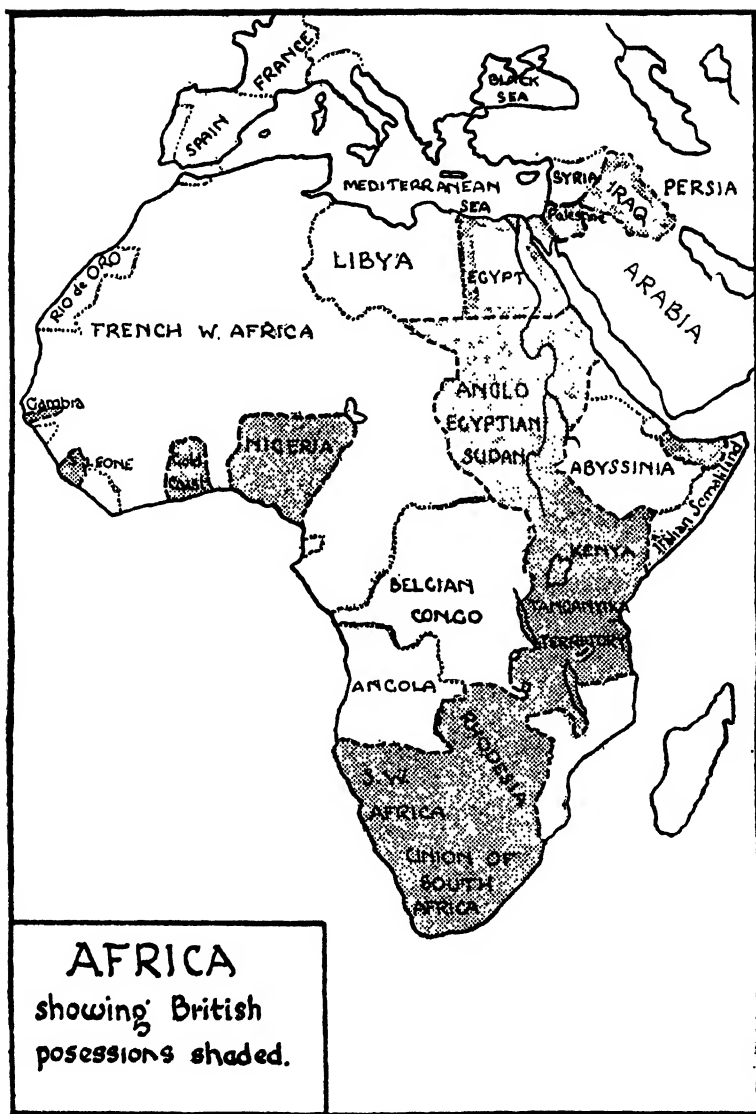 FRANCE
SPAIN
BLACK
SEA
MEDITERRANEAN
SEA
SYRIA
IRAQ
PERSIA
Palestine
RIO de ORO
LIBYA
EGYPT
ARABIA
FRENCH W. AFRICA
Gambia
S. LEONE
Gold
Coast
NIGERIA
ANGLO
EGYPTIAN
SUDAN
ABYSSINIA
Italian Somaliland
KENYA
BELGIAN
CONGO
TANGANYIKA
TERRITORY
ANGOLA
RHODESIA
S. W.
AFRICA
UNION OF
SOUTH
AFRICA
AFRICA
showing British
posessions shaded.